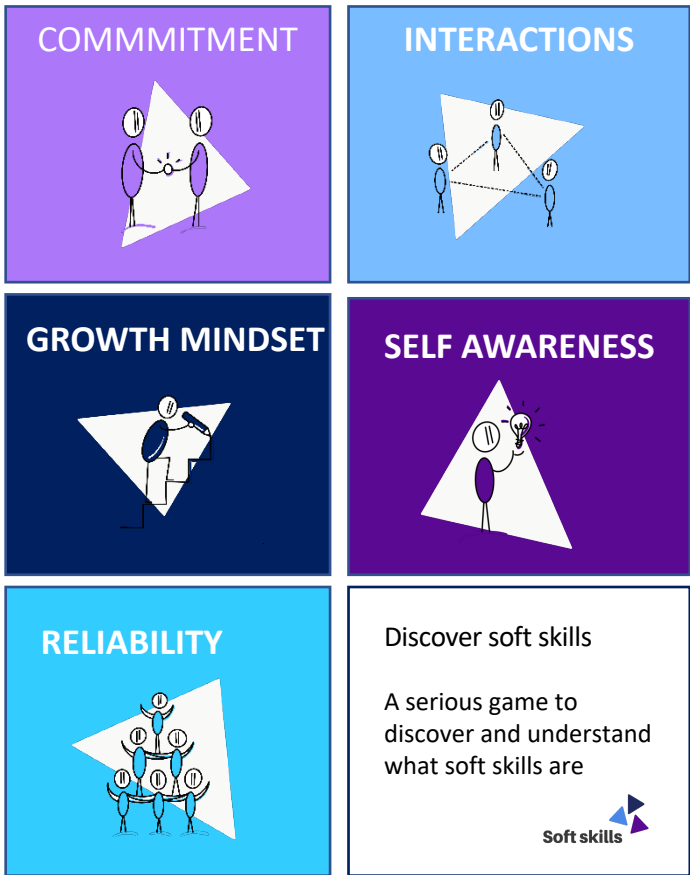 COMMMITMENT
INTERACTIONS
GROWTH MINDSET
SELF AWARENESS
RELIABILITY
Discover soft skills
A serious game to
discover and understand
what soft skills are
Soft skills